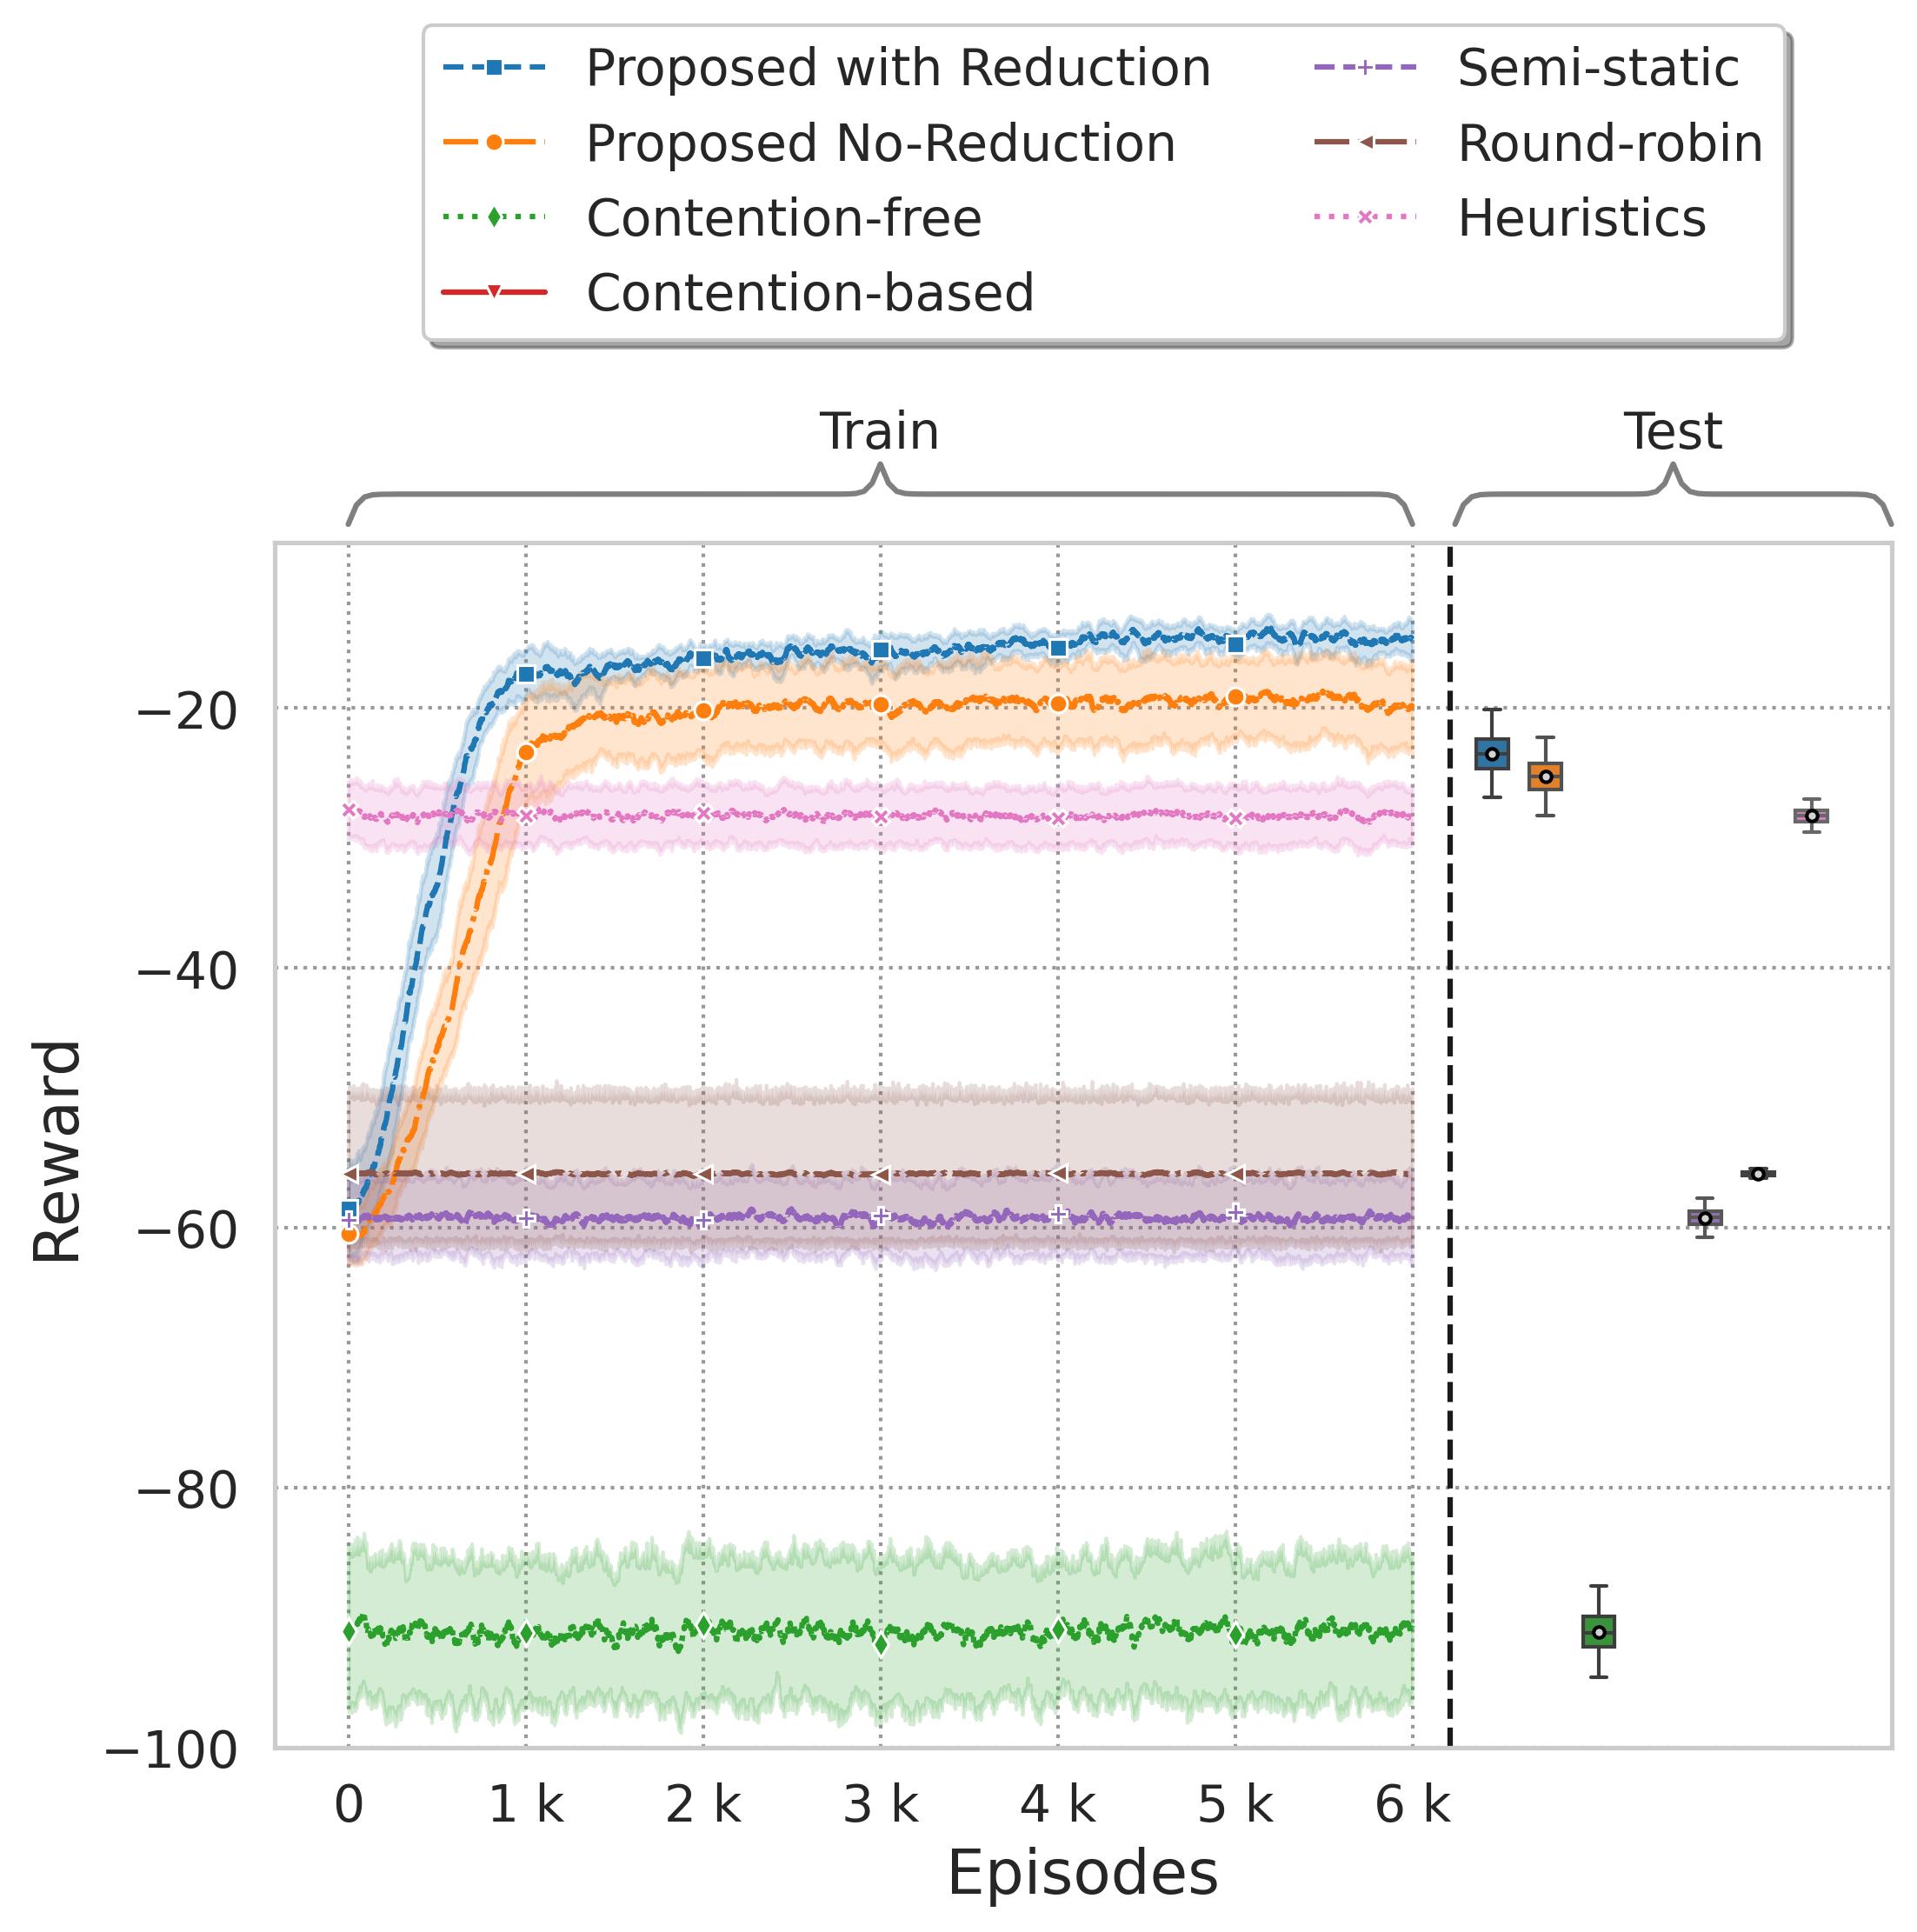 Proposed with Reduction
Proposed No-Reduction
Contention-free
Contention-based
Semi-static
Round-robin
Heuristics
Train
Test
Reward
−20
−40
−60
−80
−100
0
1 k
2 k
3 k
4 k
5 k
6 k
Episodes